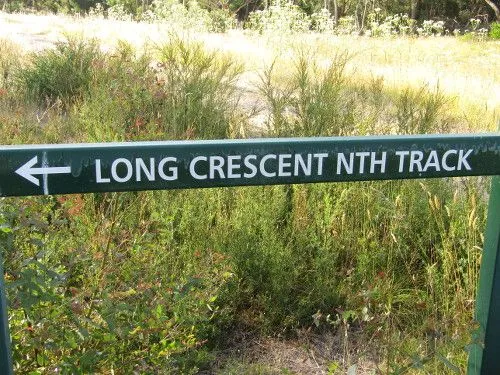 ← LONG CRESCENT NTH TRACK